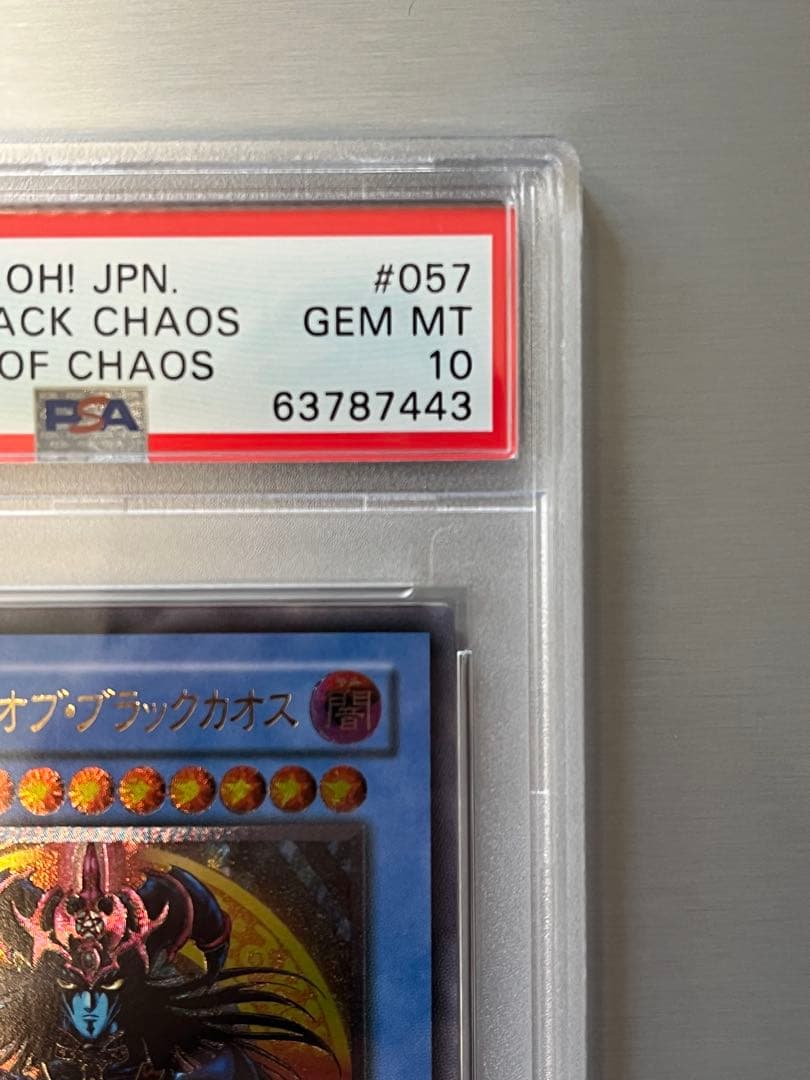 OH! JPN. #057
ACK CHAOS GEM MT
OF CHAOS 10
PSA 63787443
オブ・ブラックカオス 闇